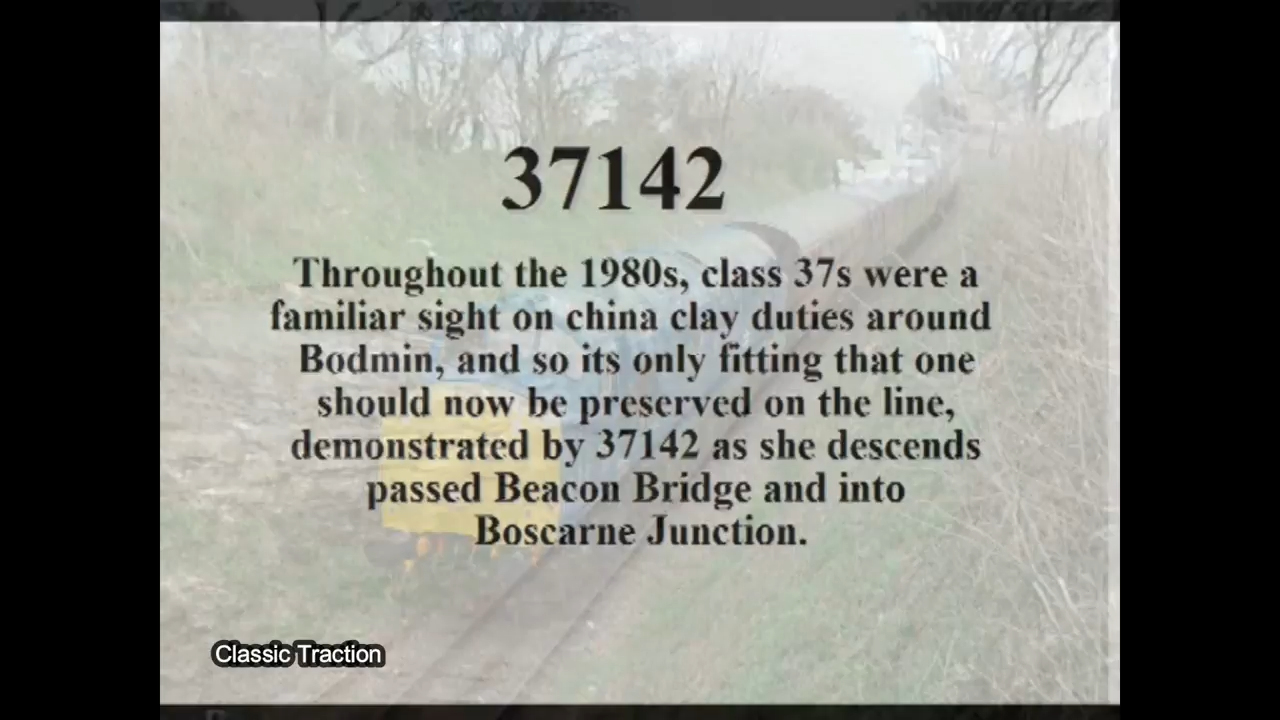 37142
Throughout the 1980s, class 37s were a
familiar sight on china clay duties around
Bodmin, and so its only fitting that one
should now be preserved on the line,
demonstrated by 37142 as she descends
passed Beacon Bridge and into
Boscarne Junction.
Classic Traction